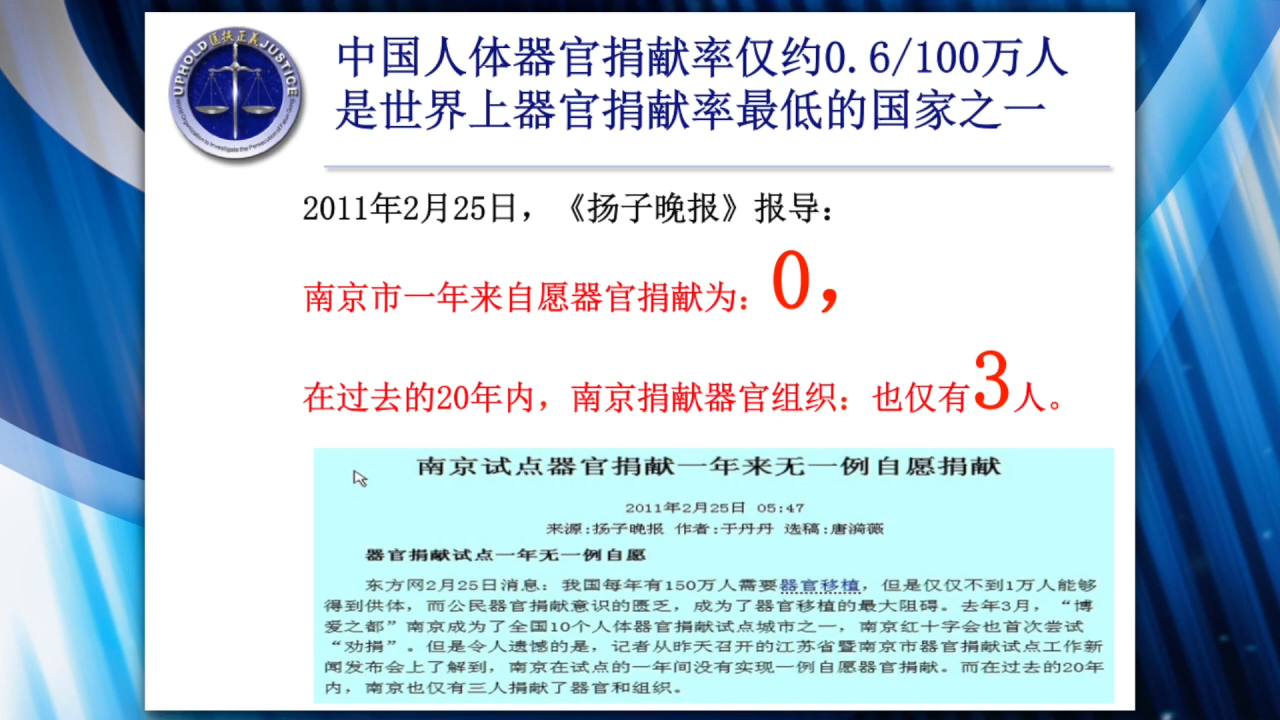 UPHOLD 匡扶正義 JUSTICE
World Organization to Investigate the Persecution of Falun Gong
中国人体器官捐献率仅约0.6/100万人
是世界上器官捐献率最低的国家之一
2011年2月25日，《扬子晚报》报导：
南京市一年来自愿器官捐献为：0，
在过去的20年内，南京捐献器官组织：也仅有3人。
南京试点器官捐献一年来无一例自愿捐献
2011年2月25日 05:47
来源:扬子晚报 作者:于丹丹 选稿:唐漪薇
器官捐献试点一年无一例自愿
东方网2月25日消息：我国每年有150万人需要器官移植，但是仅仅不到1万人能够
得到供体，而公民器官捐献意识的匮乏，成为了器官移植的最大阻碍。去年3月，“博
爱之都”南京成为了全国10个人体器官捐献试点城市之一，南京红十字会也首次尝试
“劝捐”。但是令人遗憾的是，记者从昨天召开的江苏省暨南京市器官捐献试点工作新
闻发布会上了解到，南京在试点的一年间没有实现一例自愿器官捐献。而在过去的20年
内，南京也仅有三人捐献了器官和组织。